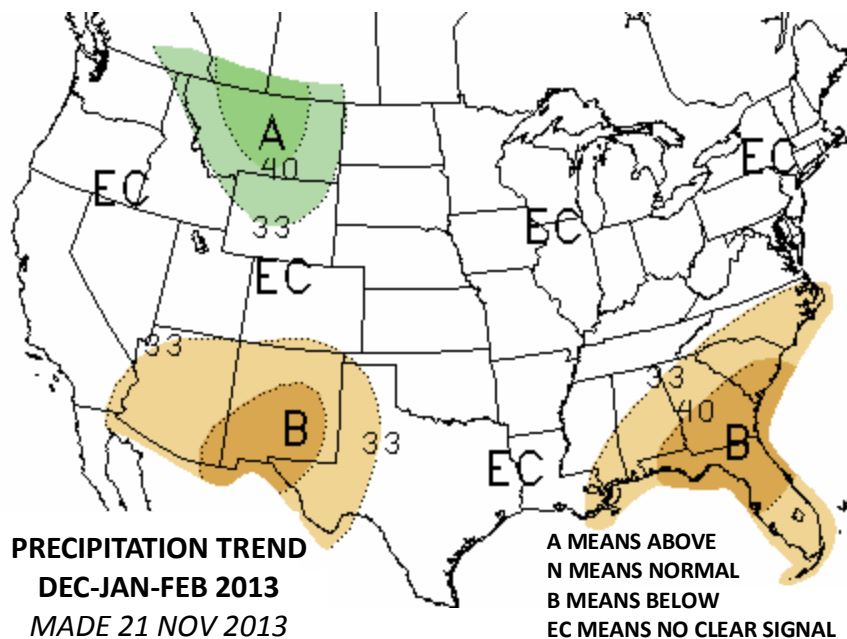 A
40
EC
EC
EC
33
EC
33
33
40
B
33
B
EC
PRECIPITATION TREND
DEC-JAN-FEB 2013
MADE 21 NOV 2013
A MEANS ABOVE
N MEANS NORMAL
B MEANS BELOW
EC MEANS NO CLEAR SIGNAL